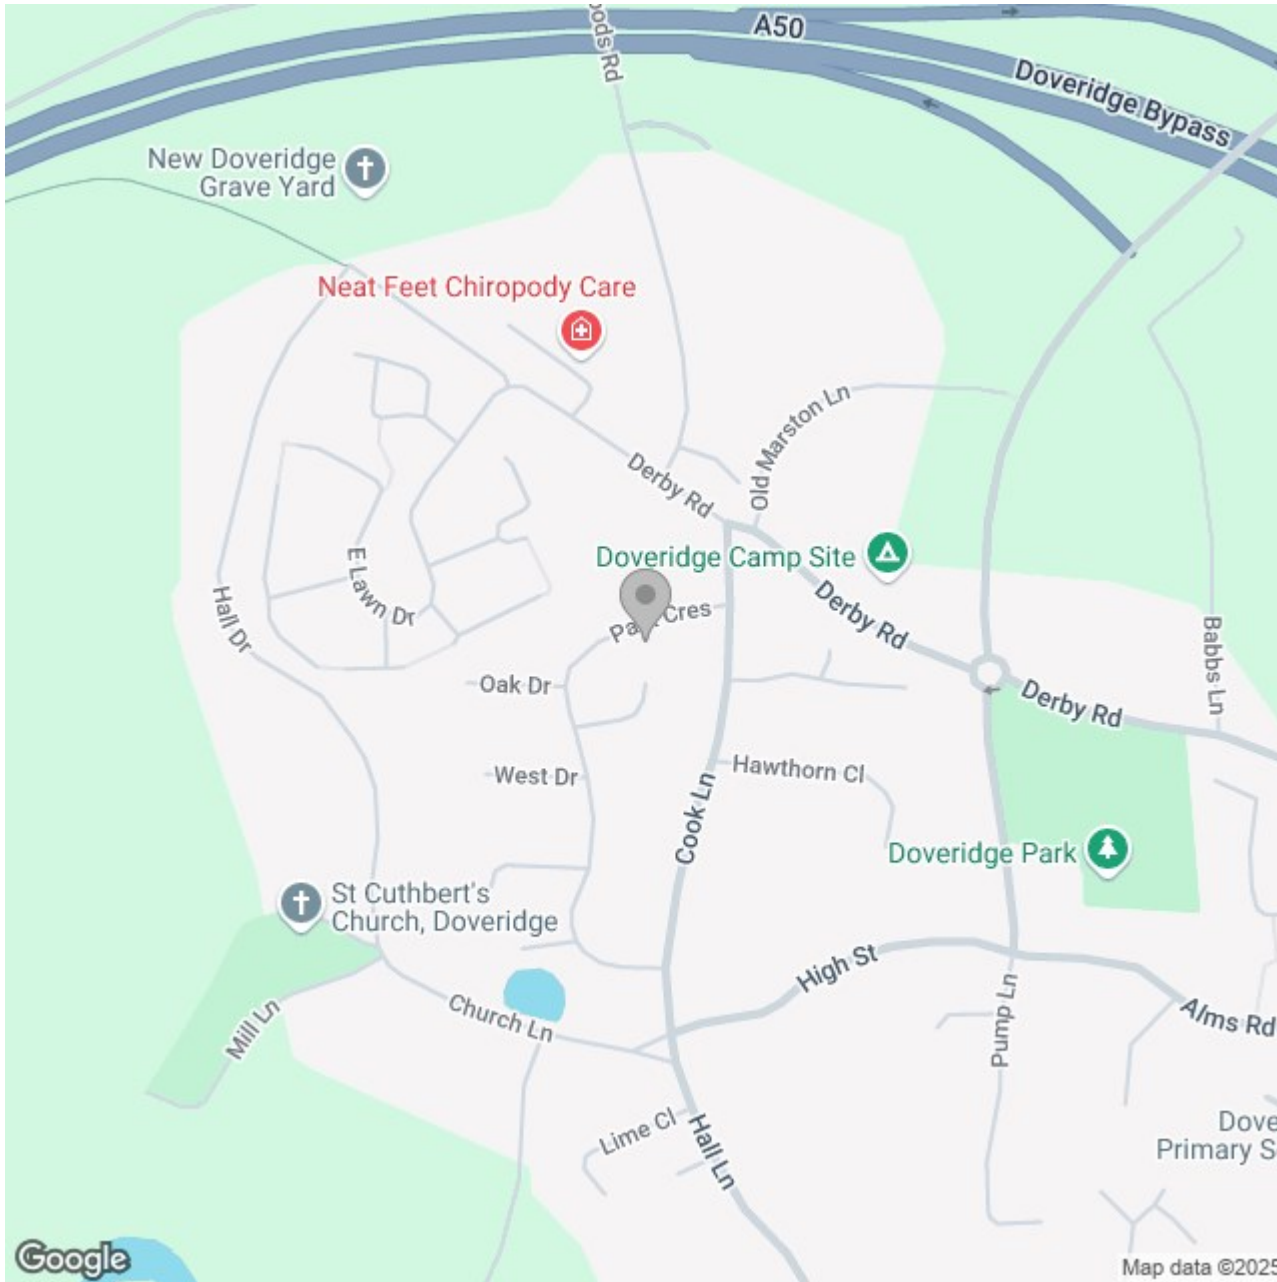 A50
Doveridge Bypass
New Doveridge
Grave Yard
Neat Feet Chiropody Care
Old Marston Ln
Derby Rd
Doveridge Camp Site
E Lawn Dr
Hall Dr
Cres
Derby Rd
Babbs Ln
Oak Dr
Derby Rd
West Dr
Hawthorn Cl
Cook Ln
Doveridge Park
St Cuthbert's
Church, Doveridge
High St
Church Ln
Mill Ln
Pump Ln
Alms Rd
Lime Cl
Hall Ln
Primary
Google
Map data ©2025